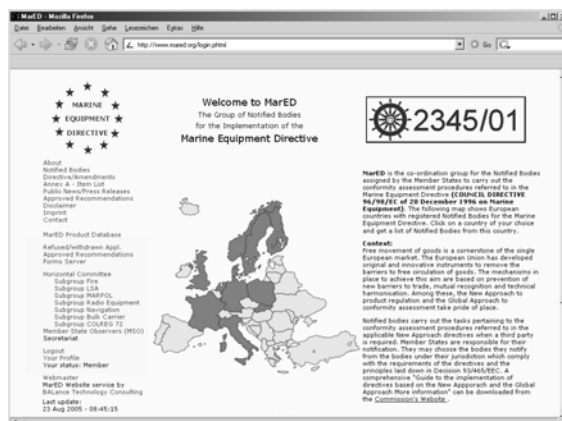 MarED - Mozilla Firefox
Datei Bearbeiten Ansicht Gehe Lesezeichen Extras Hilfe
http://www.mared.org/login.phtml
Go
MARINE
EQUIPMENT
DIRECTIVE
About
Notified Bodies
Directive/Amendments
Annex A - Item List
Public News/Press Releases
Approved Recommendations
Disclaimer
Imprint
Contact
MarED Product Database
Refused/withdrawn Appl.
Approved Recommendations
Forms Server
Horizontal Committee
Subgroup Fire
Subgroup LSA
Subgroup MARPOL
Subgroup Radio Equipment
Subgroup Navigation
Subgroup Bulk Carrier
Subgroup COLREG 72
Member State Observers (MSO)
Secretariat
Logout
Your Profile
Your status: Member
Webmaster
MarED Website service by
BALance Technology Consulting
Last update:
23 Aug 2005 - 08:45:15
Welcome to MarED
The Group of Notified Bodies
for the Implementation of the
Marine Equipment Directive
2345/01
MarED is the co-ordination group for the Notified Bodies
assigned by the Member States to carry out the
conformity assessment procedures referred to in the
Marine Equipment Directive (COUNCIL DIRECTIVE
96/98/EC of 20 December 1996 on Marine
Equipment). The following map shows European
countries with registered Notified Bodies for the Marine
Equipment Directive. Click on a country of your choice
and get a list of Notified Bodies from this country.
Context:
Free movement of goods is a cornerstone of the single
European market. The European Union has developed
original and innovative instruments to remove the
barriers to free circulation of goods. The mechanisms in
place to achieve this aim are based on prevention of
new barriers to trade, mutual recognition and technical
harmonisation. Among these, the New Approach to
product regulation and the Global Approach to
conformity assessment take pride of place.
Notified bodies carry out the tasks pertaining to the
conformity assessment procedures referred to in the
applicable New Approach directives when a third party
is required. Member States are responsible for their
notification. They may choose the bodies they notify
from the bodies under their jurisdiction which comply
with the requirements of the directives and the
principles laid down in Decision 93/465/EEC. A
comprehensive "Guide to the implementation of
directives based on the New Apporach and the Global
Approach More information" can be downloaded from
the Commission's Website .